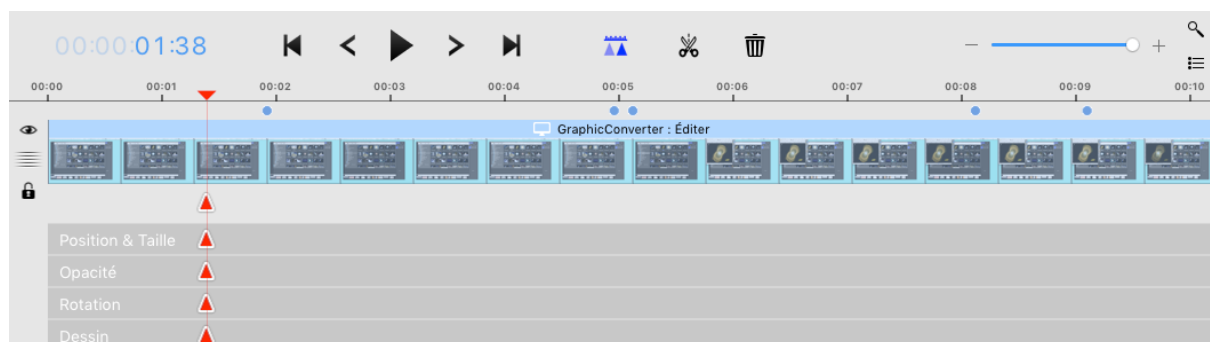 00:00:01:38
00:00 00:01 00:02 00:03 00:04 00:05 00:06 00:07 00:08 00:09 00:10
GraphicConverter : Éditer
Position & Taille
Opacité
Rotation
Dessin